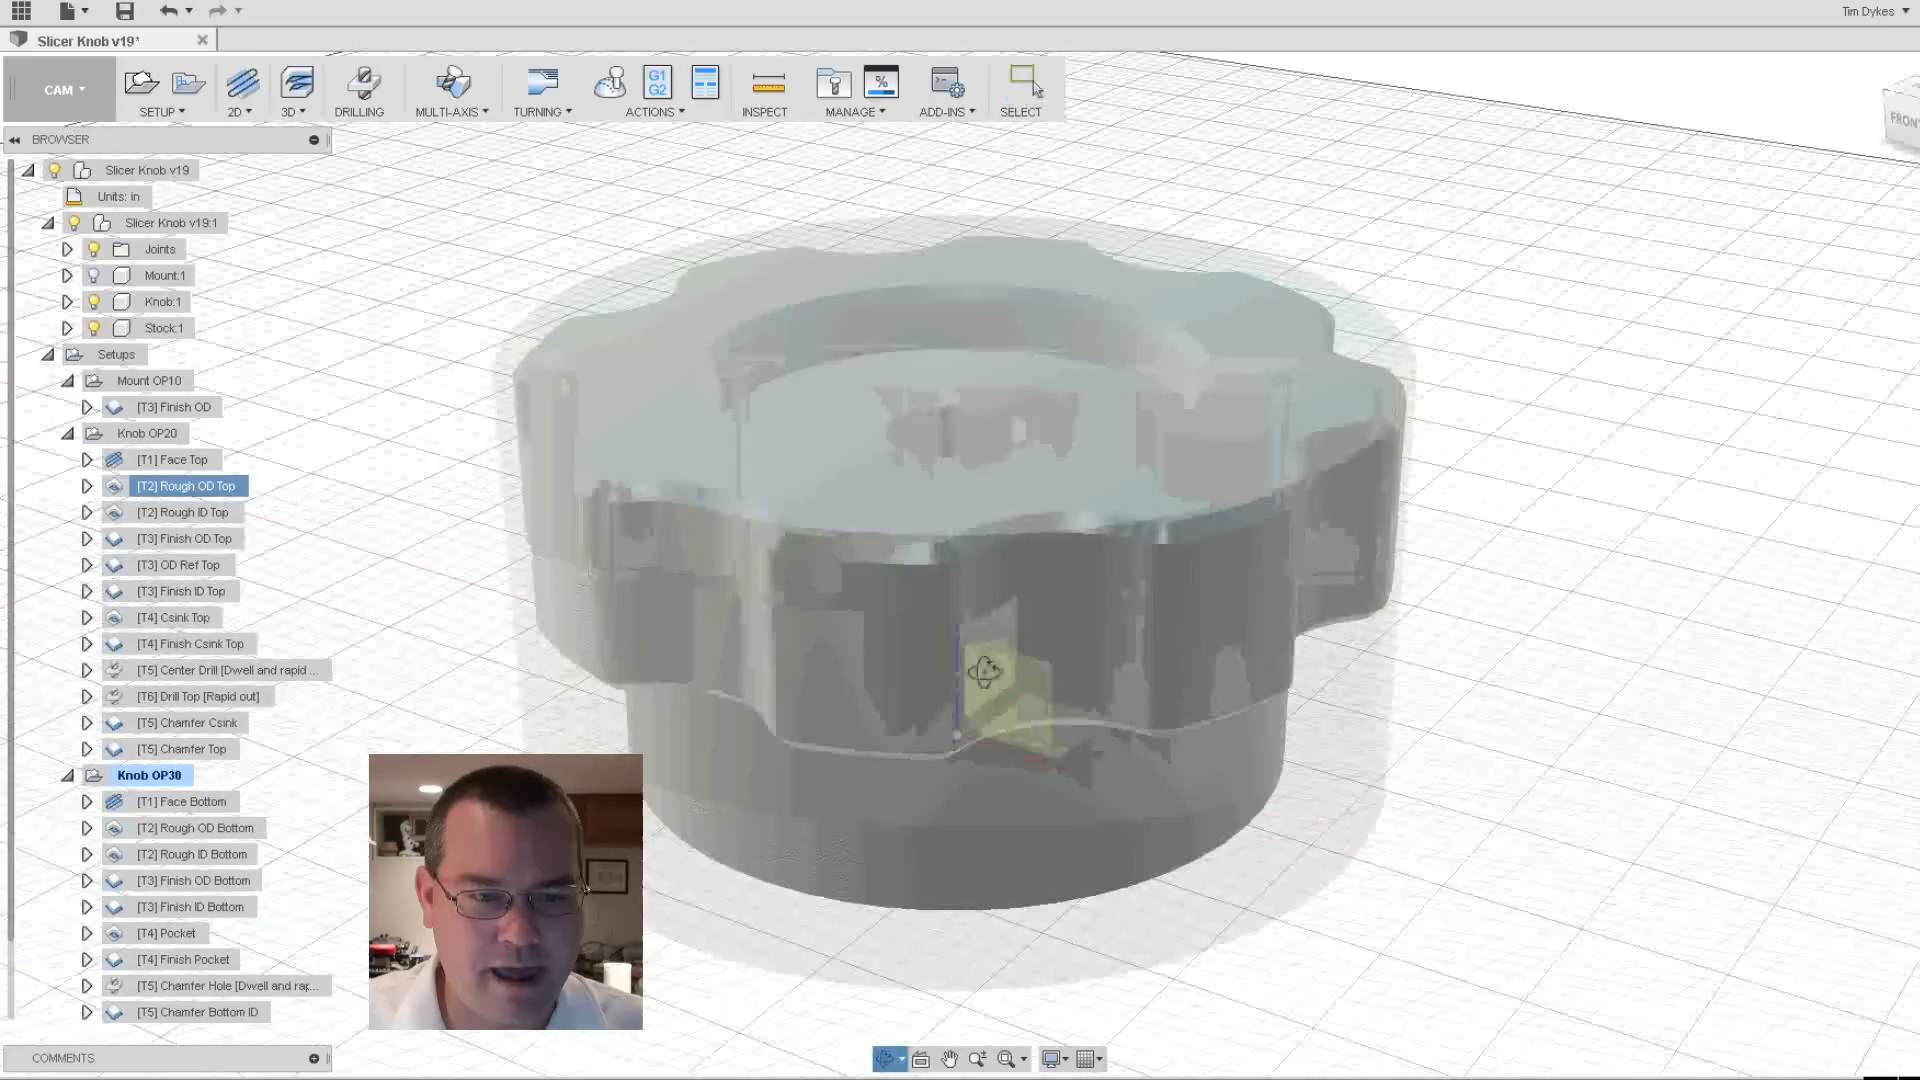 Tim Dykes
Slicer Knob v19*
CAM
SETUP
2D
3D
DRILLING
MULTI-AXIS
TURNING
G1
G2
ACTIONS
INSPECT
%
MANAGE
ADD-INS
SELECT
FRONT
BROWSER
Slicer Knob v19
Units: in
Slicer Knob v19:1
Joints
Mount:1
Knob:1
Stock:1
Setups
Mount OP10
[T3] Finish OD
Knob OP20
[T1] Face Top
[T2] Rough OD Top
[T2] Rough ID Top
[T3] Finish OD Top
[T3] OD Ref Top
[T3] Finish ID Top
[T4] Csink Top
[T4] Finish Csink Top
[T5] Center Drill [Dwell and rapid ...
[T6] Drill Top [Rapid out]
[T5] Chamfer Csink
[T5] Chamfer Top
Knob OP30
[T1] Face Bottom
[T2] Rough OD Bottom
[T2] Rough ID Bottom
[T3] Finish OD Bottom
[T3] Finish ID Bottom
[T4] Pocket
[T4] Finish Pocket
[T5] Chamfer Hole [Dwell and rap...
[T5] Chamfer Bottom ID
COMMENTS